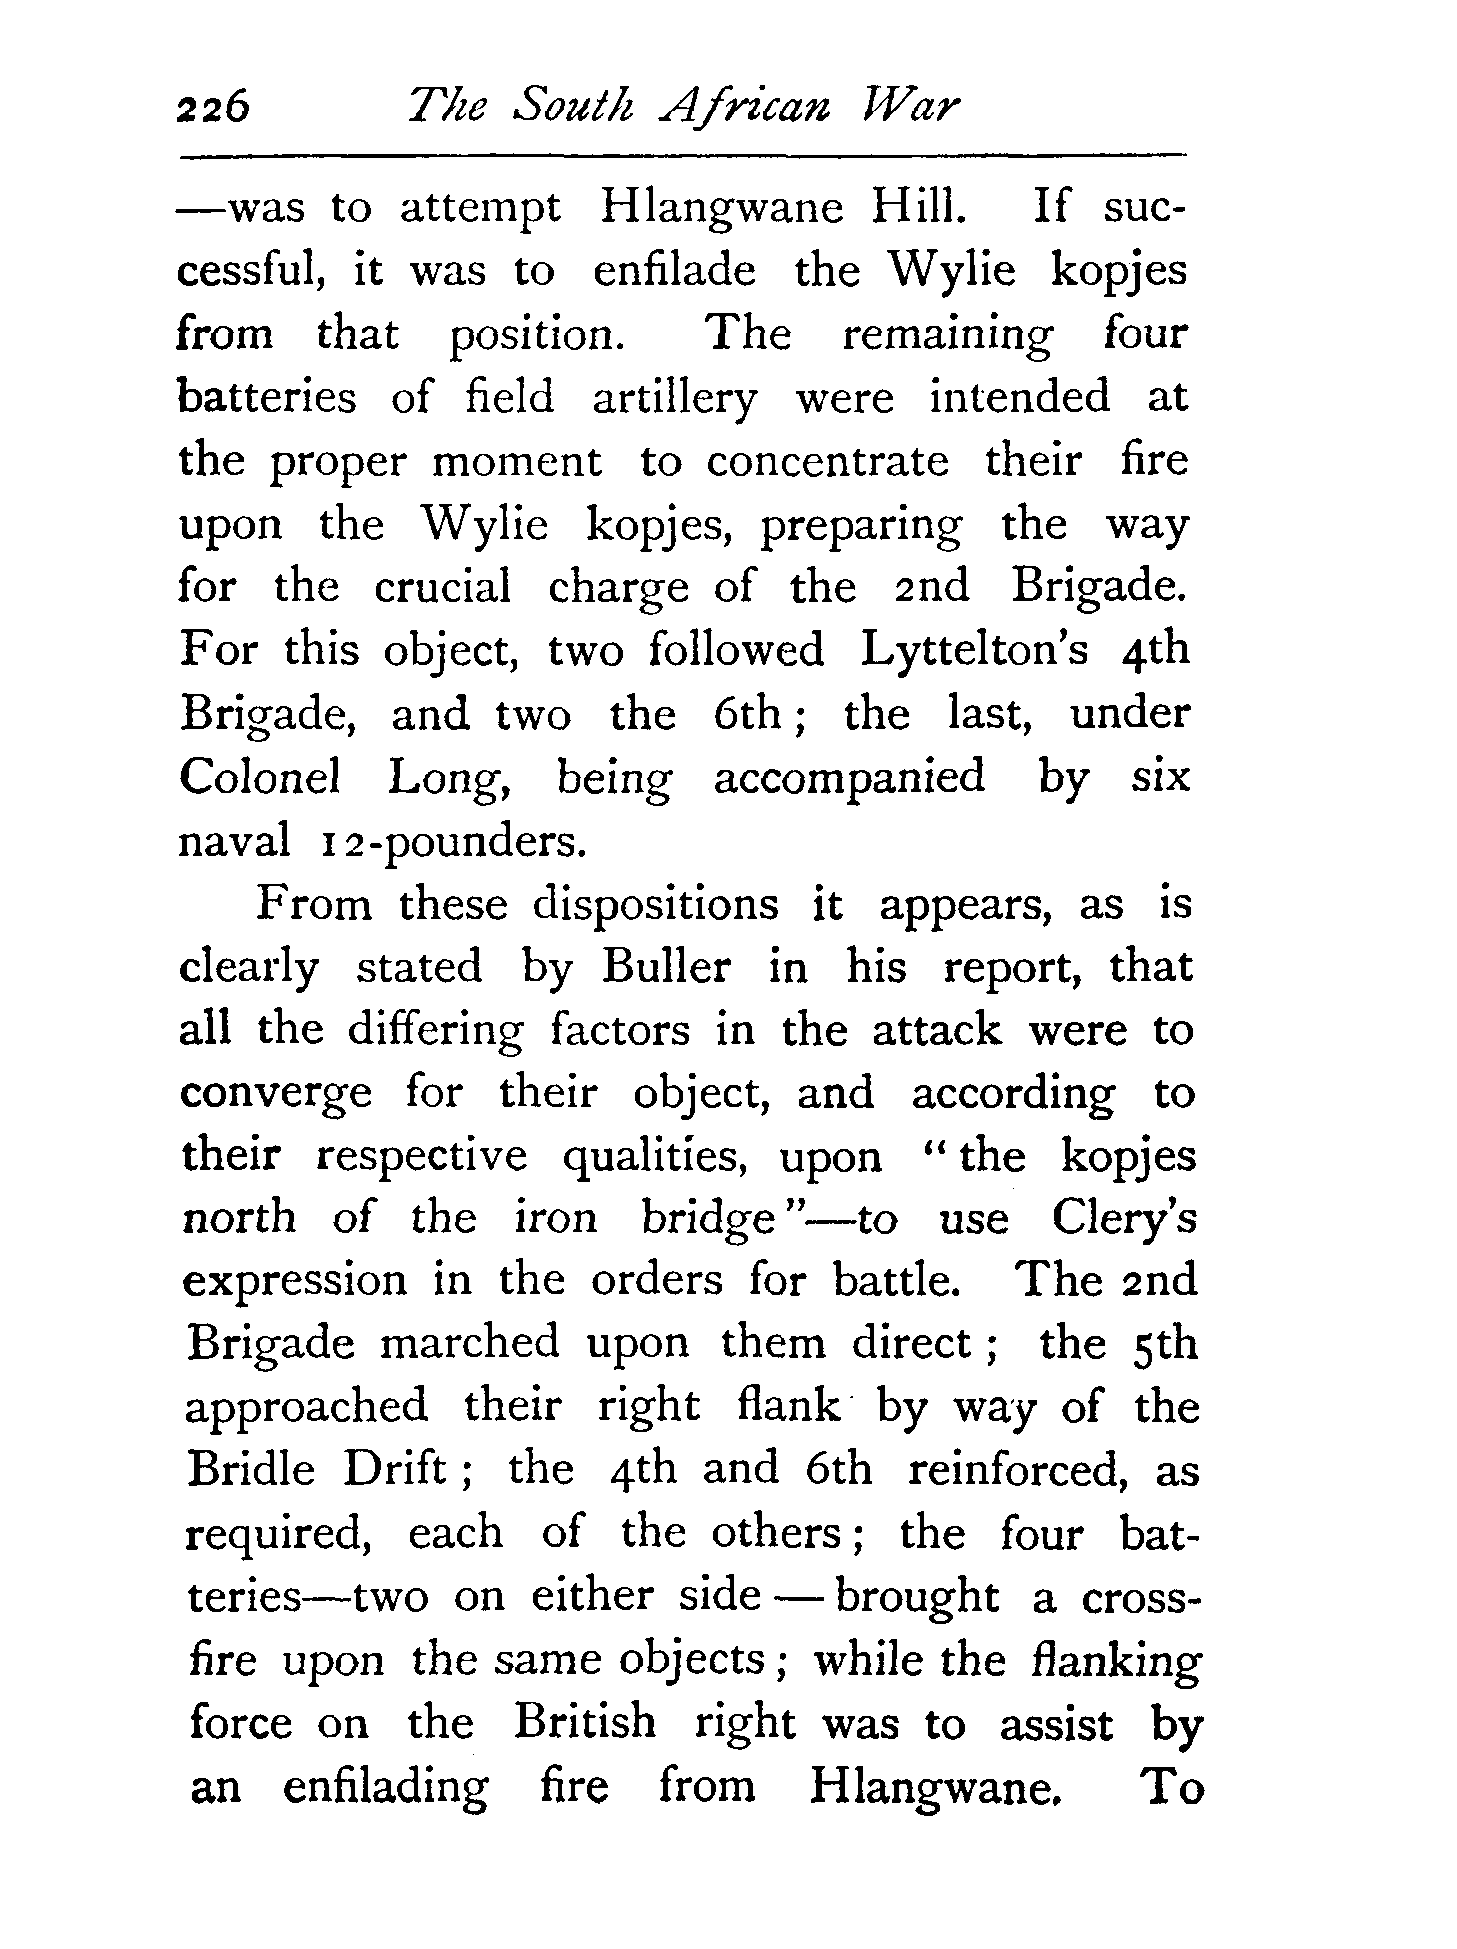 226 The South African War
—was to attempt Hlangwane Hill. If suc-
cessful, it was to enfilade the Wylie kopjes
from that position. The remaining four
batteries of field artillery were intended at
the proper moment to concentrate their fire
upon the Wylie kopjes, preparing the way
for the crucial charge of the 2nd Brigade.
For this object, two followed Lyttelton's 4th
Brigade, and two the 6th ; the last, under
Colonel Long, being accompanied by six
naval 12-pounders.
From these dispositions it appears, as is
clearly stated by Buller in his report, that
all the differing factors in the attack were to
converge for their object, and according to
their respective qualities, upon “ the kopjes
north of the iron bridge ”—to use Clery's
expression in the orders for battle. The 2nd
Brigade marched upon them direct ; the 5th
approached their right flank by way of the
Bridle Drift ; the 4th and 6th reinforced, as
required, each of the others ; the four bat-
teries—two on either side — brought a cross-
fire upon the same objects ; while the flanking
force on the British right was to assist by
an enfilading fire from Hlangwane. To